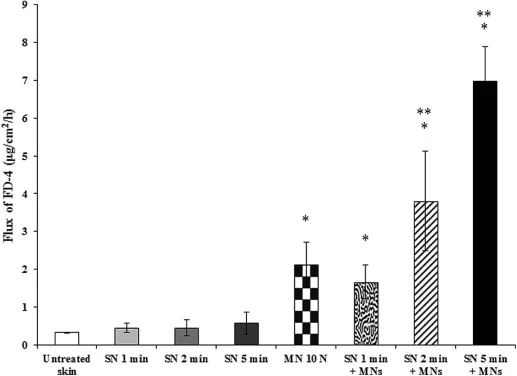 9
8
7
6
5
4
3
2
1
0
Flux of FD-4 (µg/cm²/h)
*
*
**
*
**
*
Untreated
skin
SN 1 min
SN 2 min
SN 5 min
MN 10 N
SN 1 min
+ MNs
SN 2 min
+ MNs
SN 5 min
+ MNs